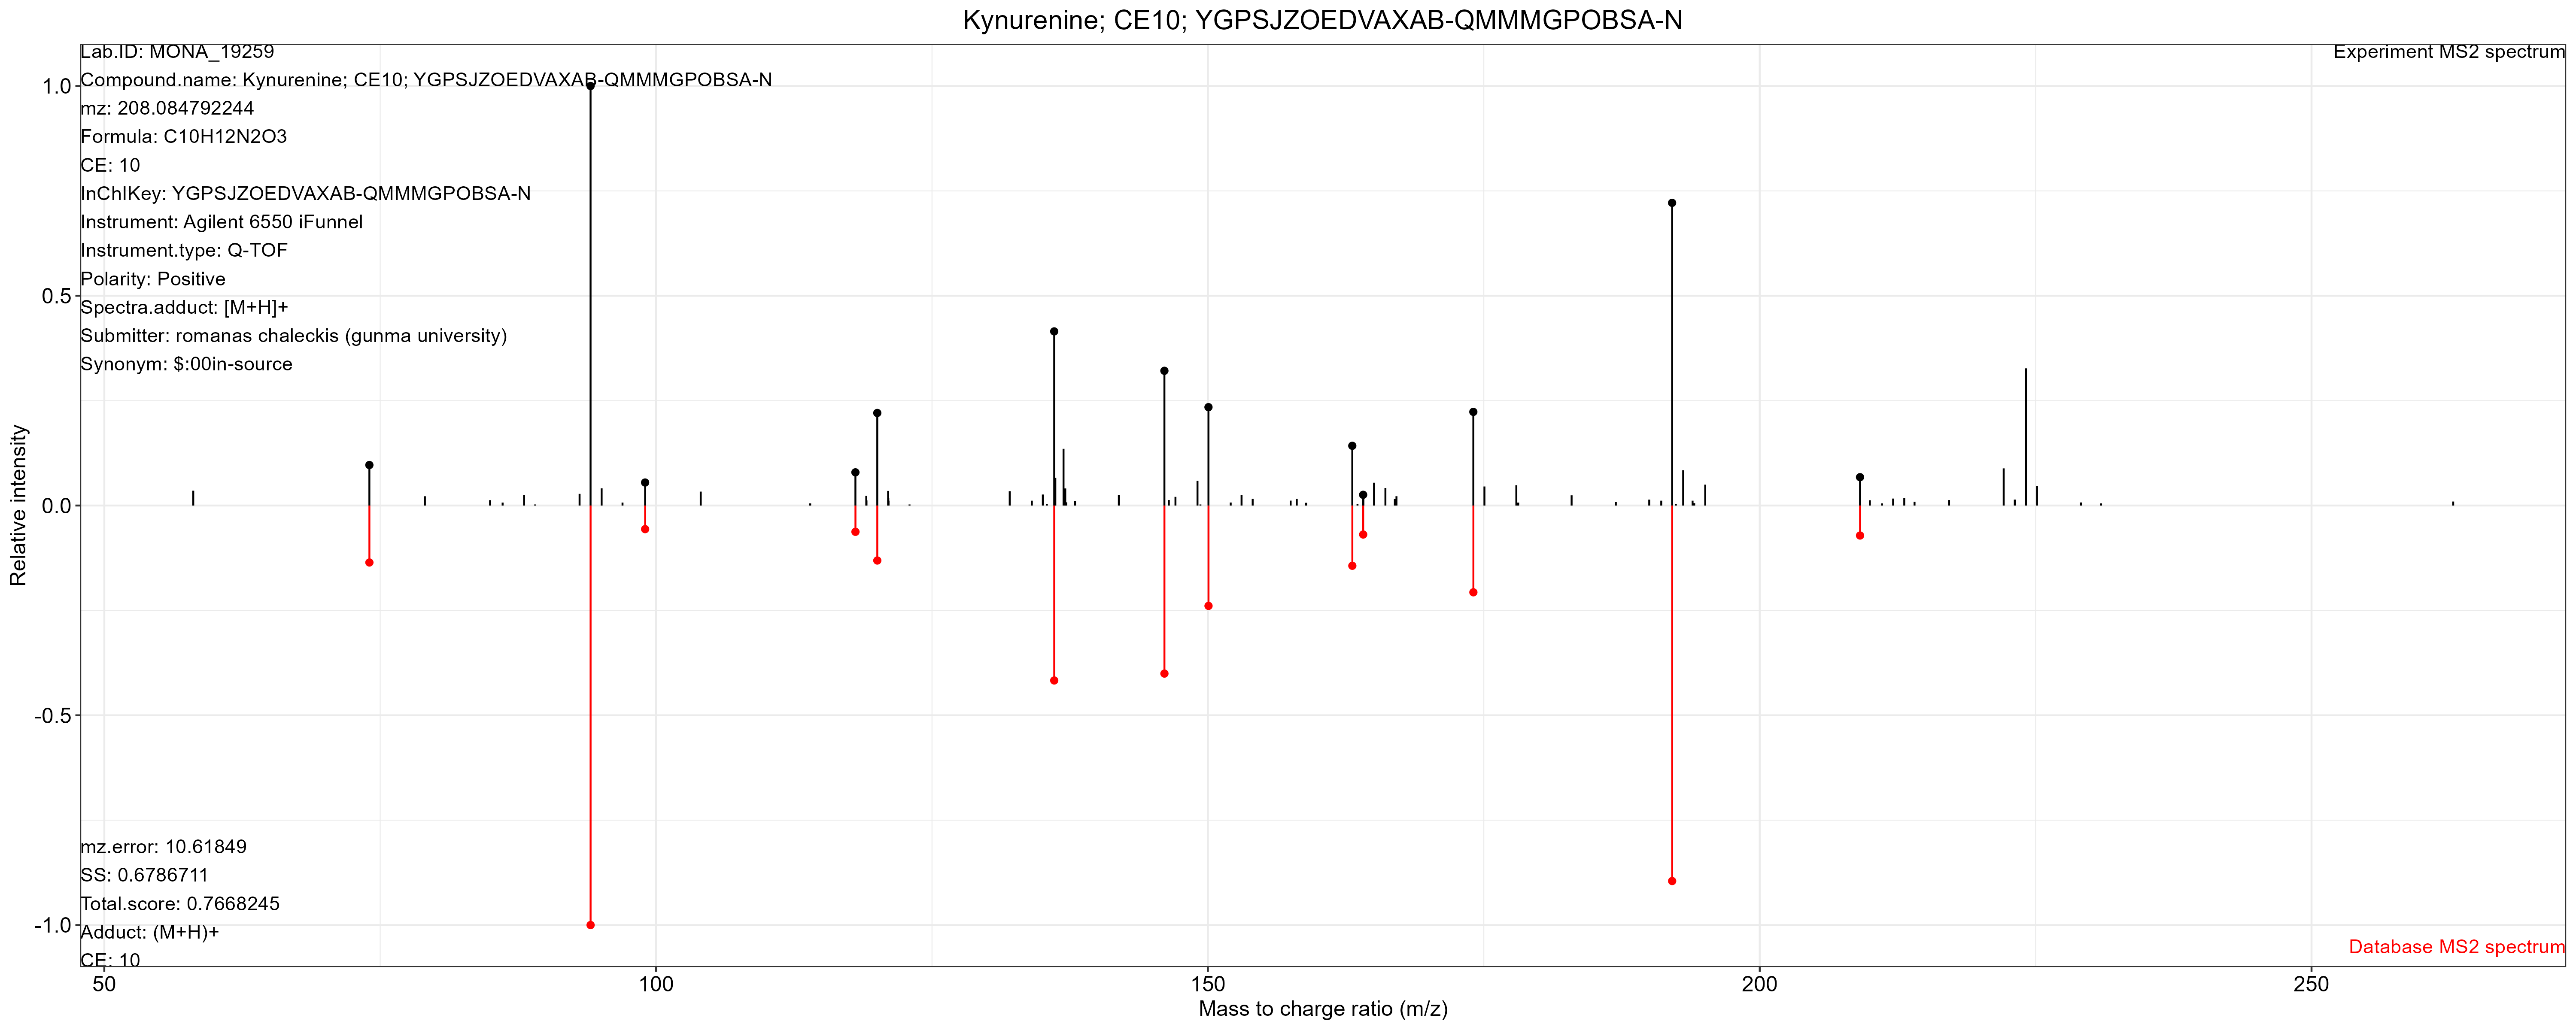 Kynurenine; CE10; YGPSJZOEDVAXAB-QMMMGPOBSA-N
Lab.ID: MONA_19259
Experiment MS2 spectrum
Compound.name: Kynurenine; CE10; YGPSJZOEDVAXAB-QMMMGPOBSA-N
mz: 208.084792244
Formula: C10H12N2O3
CE: 10
InChIKey: YGPSJZOEDVAXAB-QMMMGPOBSA-N
Instrument: Agilent 6550 iFunnel
Instrument.type: Q-TOF
Polarity: Positive
Spectra.adduct: [M+H]+
Submitter: romanas chaleckis (gunma university)
Synonym: $:00in-source
1.0
0.5
0.0
-0.5
-1.0
Relative intensity
mz.error: 10.61849
SS: 0.6786711
Total.score: 0.7668245
Adduct: (M+H)+
Database MS2 spectrum
CE: 10
50
100
150
200
250
Mass to charge ratio (m/z)